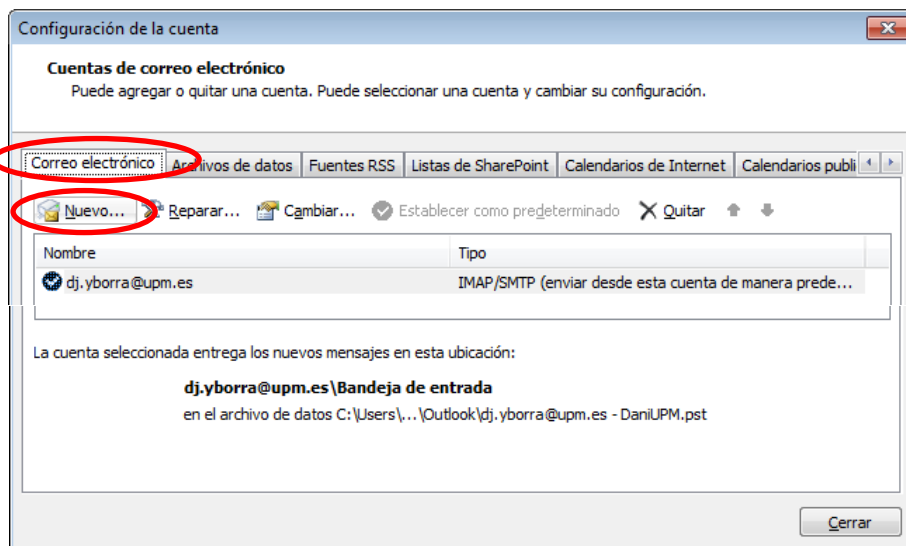 Configuración de la cuenta
Cuentas de correo electrónico
Puede agregar o quitar una cuenta. Puede seleccionar una cuenta y cambiar su configuración.
Correo electrónico Archivos de datos Fuentes RSS Listas de SharePoint Calendarios de Internet Calendarios publi
Nuevo... Reparar... Cambiar... Establecer como predeterminado Quitar
Nombre Tipo
dj.yborra@upm.es IMAP/SMTP (enviar desde esta cuenta de manera prede...
La cuenta seleccionada entrega los nuevos mensajes en esta ubicación:
dj.yborra@upm.es\Bandeja de entrada
en el archivo de datos C:\Users\...\Outlook\dj.yborra@upm.es - DaniUPM.pst
Cerrar